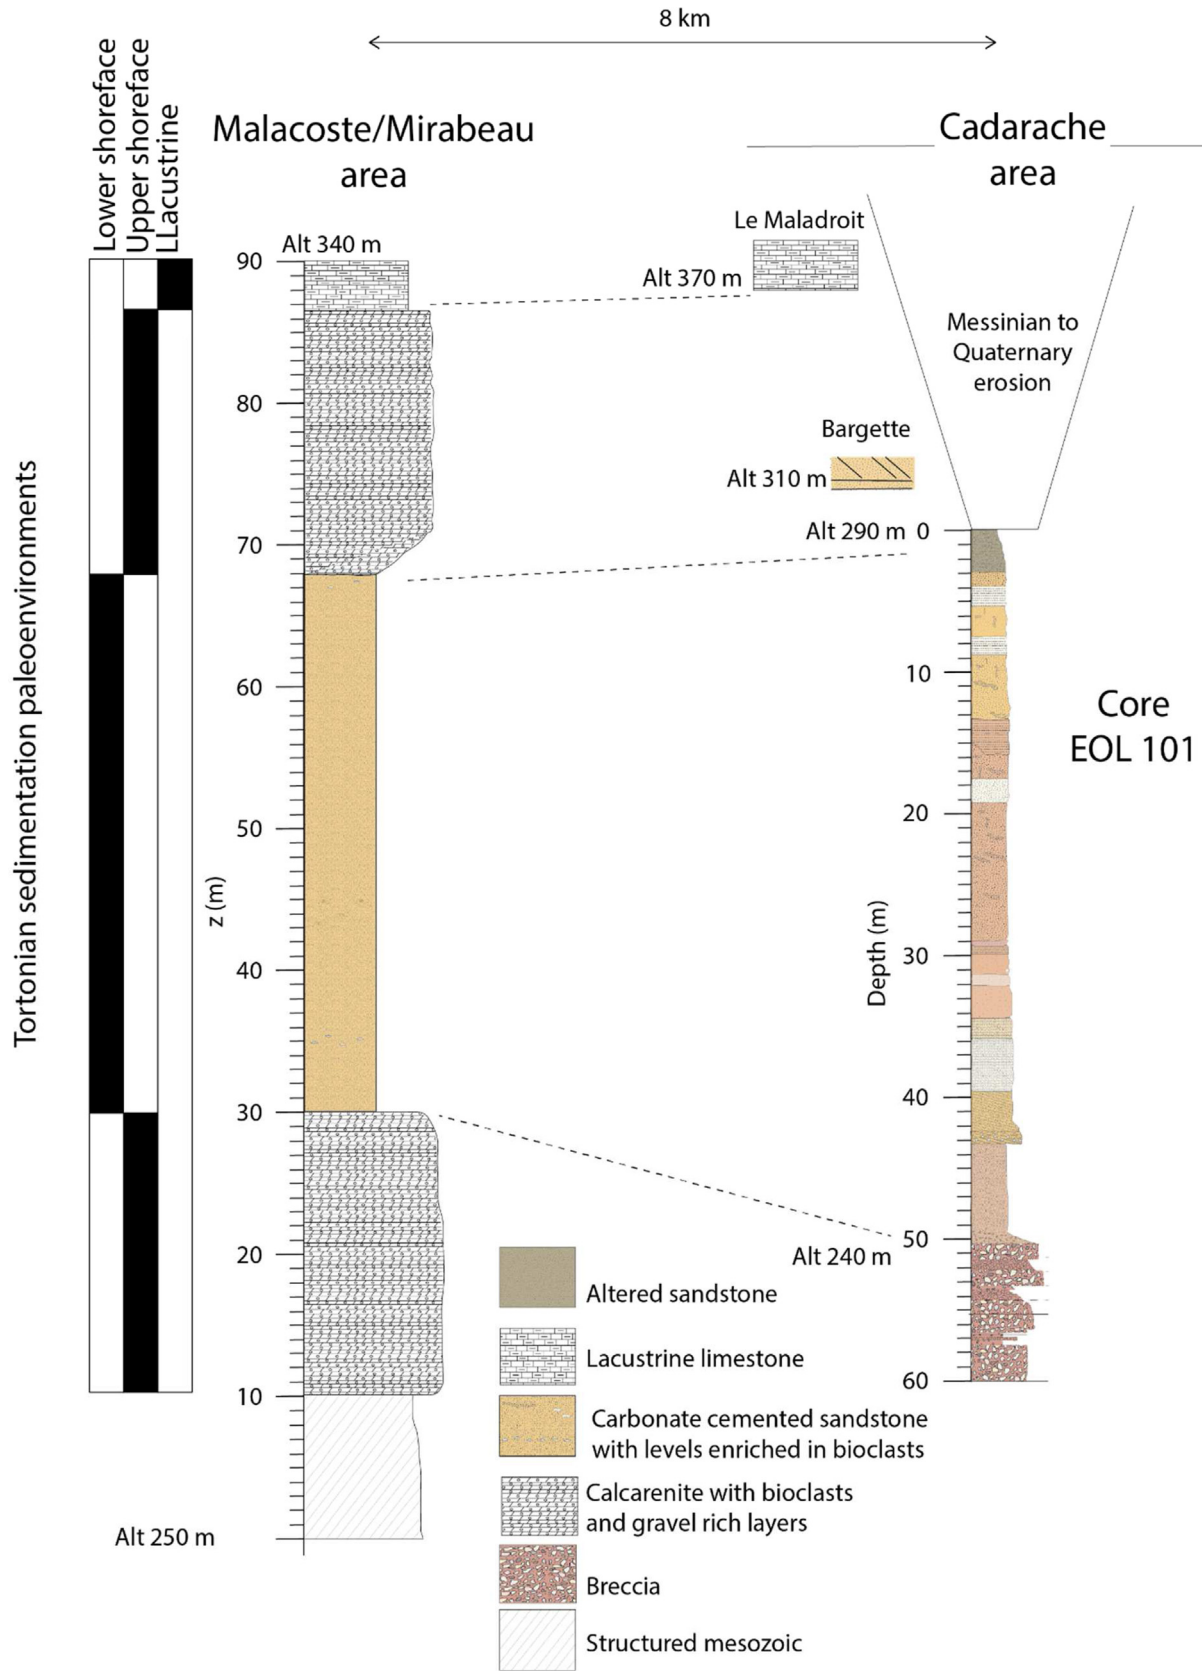 8 km
Lower shoreface
Upper shoreface
LLacustrine
Malacoste/Mirabeau
area
Cadarache
area
Alt 340 m
Le Maladroit
Alt 370 m
Messinian to
Quaternary
erosion
Bargette
Alt 310 m
Alt 290 m
Tortonian sedimentation paleoenvironments
z (m)
90
80
70
60
50
40
30
20
10
Alt 250 m
Depth (m)
0
10
20
30
40
50
60
Core
EOL 101
Alt 240 m
Altered sandstone
Lacustrine limestone
Carbonate cemented sandstone
with levels enriched in bioclasts
Calcarenite with bioclasts
and gravel rich layers
Breccia
Structured mesozoic